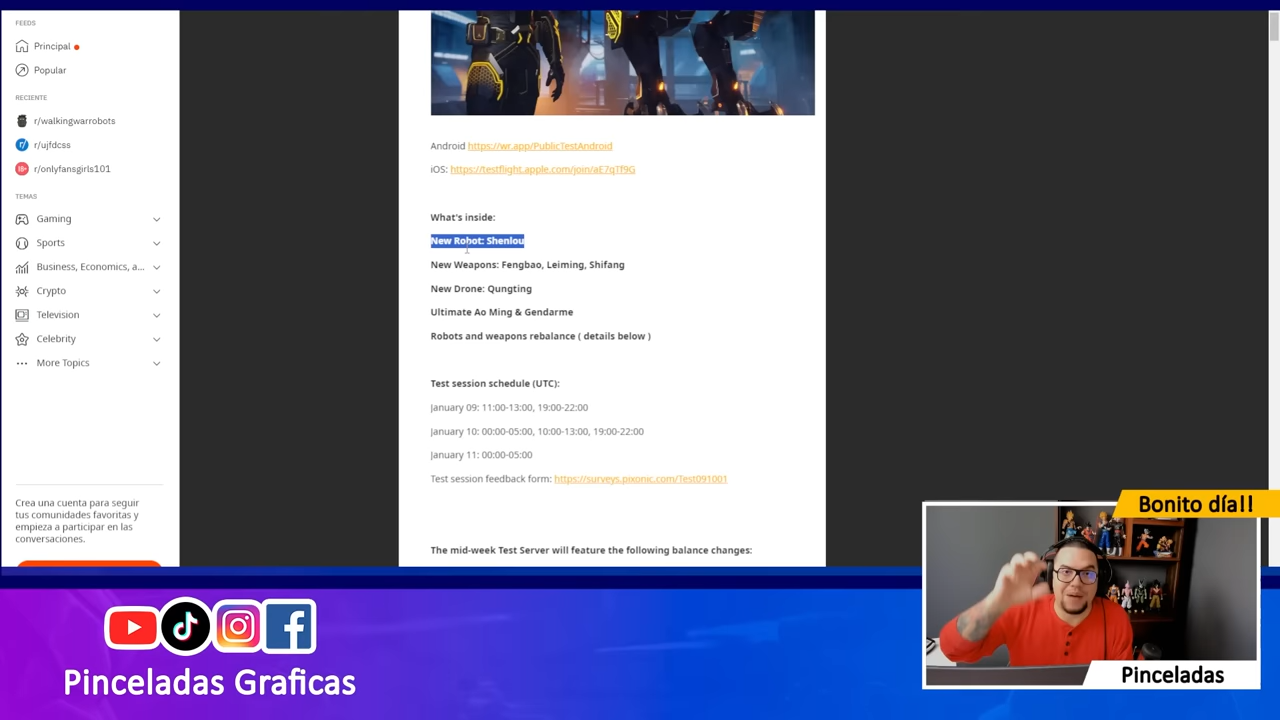 FEEDS
Principal
Popular
RECIENTE
r/walkingwarrobots
r/ujfdcss
18+ r/onlyfansgirls101
TEMAS
Gaming
Sports
Business, Economics, a...
Crypto
Television
Celebrity
More Topics
Crea una cuenta para seguir
tus comunidades favoritas y
empieza a participar en las
conversaciones.
Android https://wr.app/PublicTestAndroid
iOS: https://testflight.apple.com/join/aE7qTf9G
What's inside:
New Robot: Shenlou
New Weapons: Fengbao, Leiming, Shifang
New Drone: Qungting
Ultimate Ao Ming & Gendarme
Robots and weapons rebalance ( details below )
Test session schedule (UTC):
January 09: 11:00-13:00, 19:00-22:00
January 10: 00:00-05:00, 10:00-13:00, 19:00-22:00
January 11: 00:00-05:00
Test session feedback form: https://surveys.pixonic.com/Test091001
The mid-week Test Server will feature the following balance changes:
Bonito día!!
Pinceladas
Pinceladas Graficas